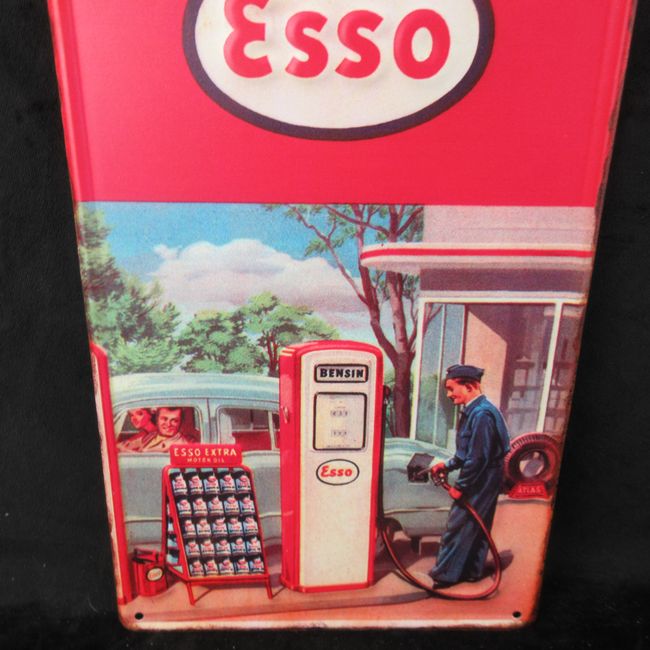 Esso
BENSIN
Esso
ESSO EXTRA
MOTOR OIL
ATLAS